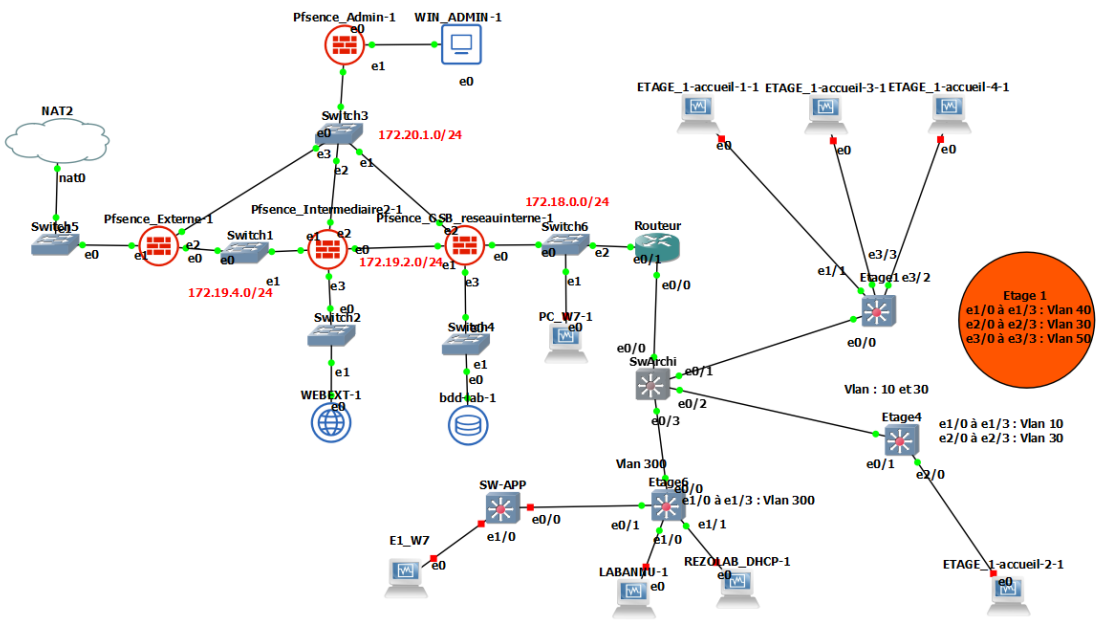 Pfsence_Admin-1
WIN_ADMIN-1
e0
e1
e0
ETAGE_1-accueil-1-1
ETAGE_1-accueil-3-1
ETAGE_1-accueil-4-1
e0
e0
e0
NAT2
nat0
Switch3
e0
172.20.1.0/24
e3
e2
e1
Switch5
e1
e0
Pfsence_Externe-1
e2
e1
e0
Switch1
e0
e1
172.19.4.0/24
Pfsence_Intermediaire2-1
e1
e2
e0
e3
172.19.2.0/24
Pfsence_GSB_reseauinterne-1
e2
e0
e1
e3
172.18.0.0/24
Switch6
e0
e2
e1
Routeur
e0/1
e0/0
e3/3
e1/1
Etage1
e3/2
e0/0
Etage 1
e1/0 à e1/3 : Vlan 40
e2/0 à e2/3 : Vlan 30
e3/0 à e3/3 : Vlan 50
e0
Switch2
e1
WEBEXT-1
e0
Switch4
e1
e0
bdd-lab-1
PC_W7-1
e0
e0/0
SwArchi
e0/1
e0/2
e0/3
Vlan : 10 et 30
Etage4
e1/0 à e1/3 : Vlan 10
e2/0 à e2/3 : Vlan 30
e0/1
e2/0
Vlan 300
Etage6
e0/0
e1/0 à e1/3 : Vlan 300
e0/1
e1/0
e1/1
SW-APP
e0/0
e1/0
E1_W7
e0
LABANNU-1
e0
REZOLAB_DHCP-1
e0
ETAGE_1-accueil-2-1
e0